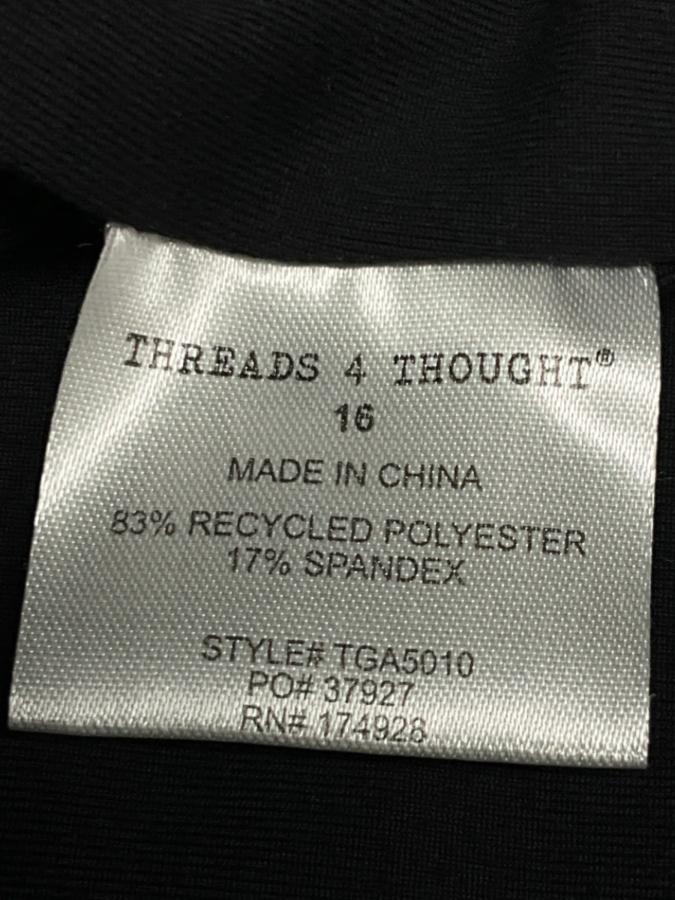 THREADS 4 THOUGHT®
16
MADE IN CHINA
83% RECYCLED POLYESTER
17% SPANDEX
STYLE# TGA5010
PO# 37927
RN# 174928